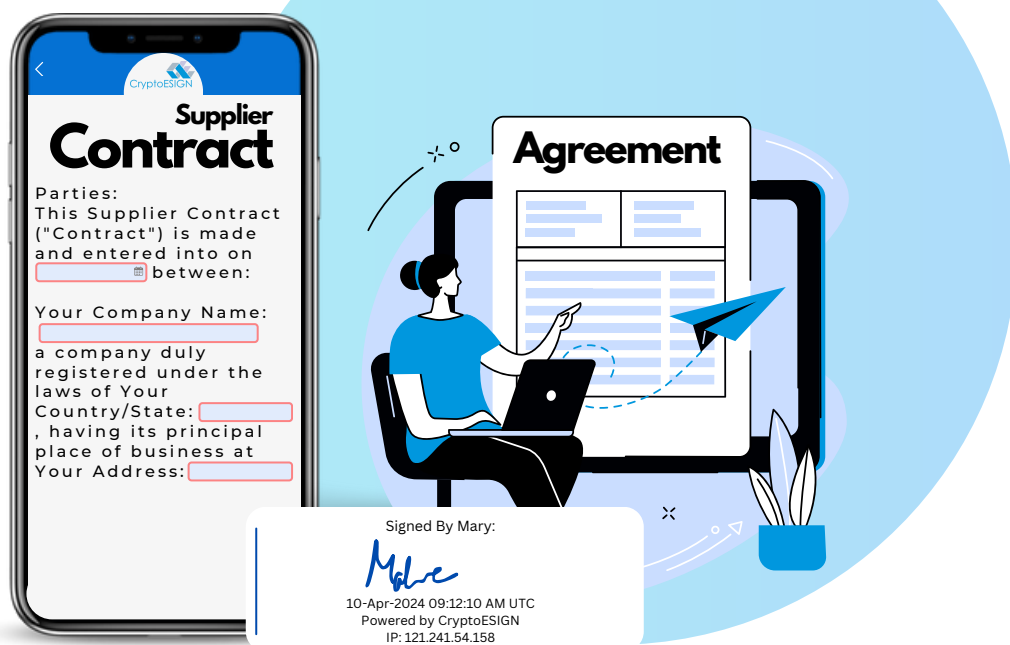 CryptoESIGN
Supplier
Contract
Parties:
This Supplier Contract
("Contract") is made
and entered into on
between:
Your Company Name:
a company duly
registered under the
laws of Your
Country/State:
, having its principal
place of business at
Your Address:
Agreement
Signed By Mary:
10-Apr-2024 09:12:10 AM UTC
Powered by CryptoESIGN
IP: 121.241.54.158